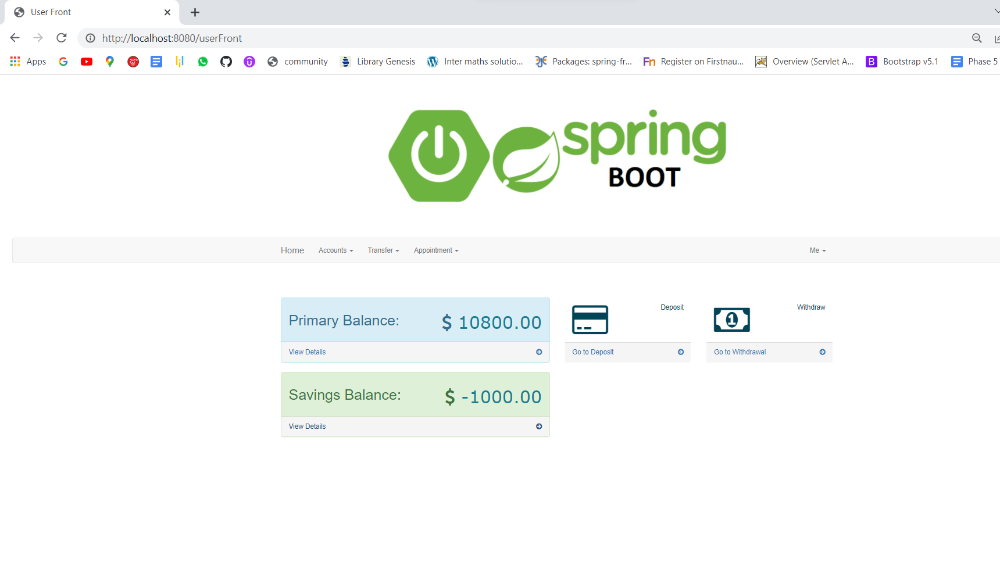 User Front
http://localhost:8080/userFront
Apps community Library Genesis Inter maths solutio... Packages: spring-fr... Fn Register on Firstnau... Overview (Servlet A... B Bootstrap v5.1 Phase 5
spring
BOOT
Home Accounts Transfer Appointment Me
Primary Balance: $ 10800.00
View Details
Deposit
Go to Deposit
Withdraw
1
Go to Withdrawal
Savings Balance: $ -1000.00
View Details